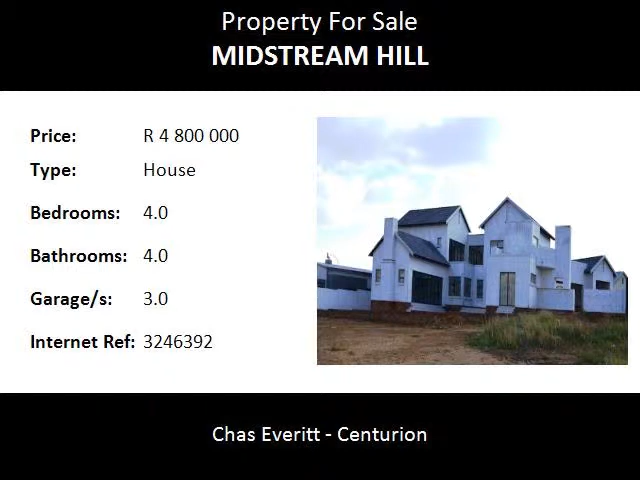 Property For Sale
MIDSTREAM HILL
Price: R 4 800 000
Type: House
Bedrooms: 4.0
Bathrooms: 4.0
Garage/s: 3.0
Internet Ref: 3246392
Chas Everitt - Centurion